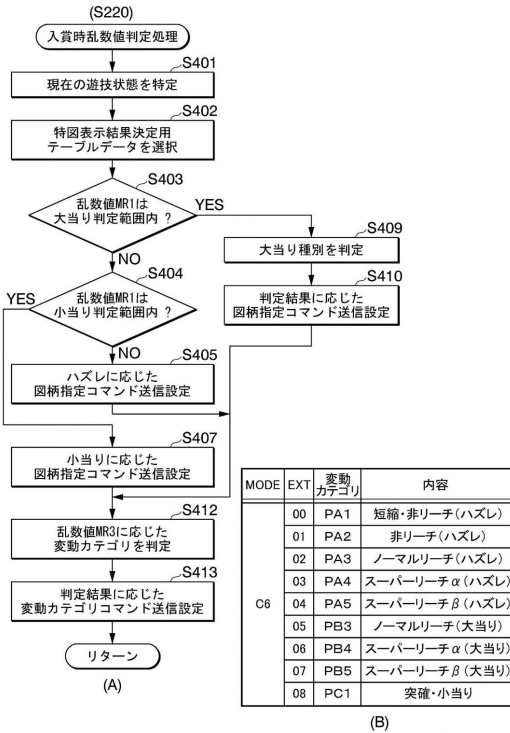 (S220)
入賞時乱数値判定処理
S401
現在の遊技状態を特定
S402
特図表示結果決定用
テーブルデータを選択
S403
乱数値MR1は
大当り判定範囲内 ?
YES
NO
S409
大当り種別を判定
S410
判定結果に応じた
図柄指定コマンド送信設定
S404
YES
乱数値MR1は
小当り判定範囲内 ?
NO
S405
ハズレに応じた
図柄指定コマンド送信設定
S407
小当りに応じた
図柄指定コマンド送信設定
S412
乱数値MR3に応じた
変動カテゴリを判定
S413
判定結果に応じた
変動カテゴリコマンド送信設定
リターン
(A)
MODE EXT 変動カテゴリ 内容
C6
00 PA1 短縮・非リーチ(ハズレ)
01 PA2 非リーチ(ハズレ)
02 PA3 ノーマルリーチ(ハズレ)
03 PA4 スーパーリーチα(ハズレ)
04 PA5 スーパーリーチβ(ハズレ)
05 PB3 ノーマルリーチ(大当り)
06 PB4 スーパーリーチα(大当り)
07 PB5 スーパーリーチβ(大当り)
08 PC1 突確・小当り
(B)